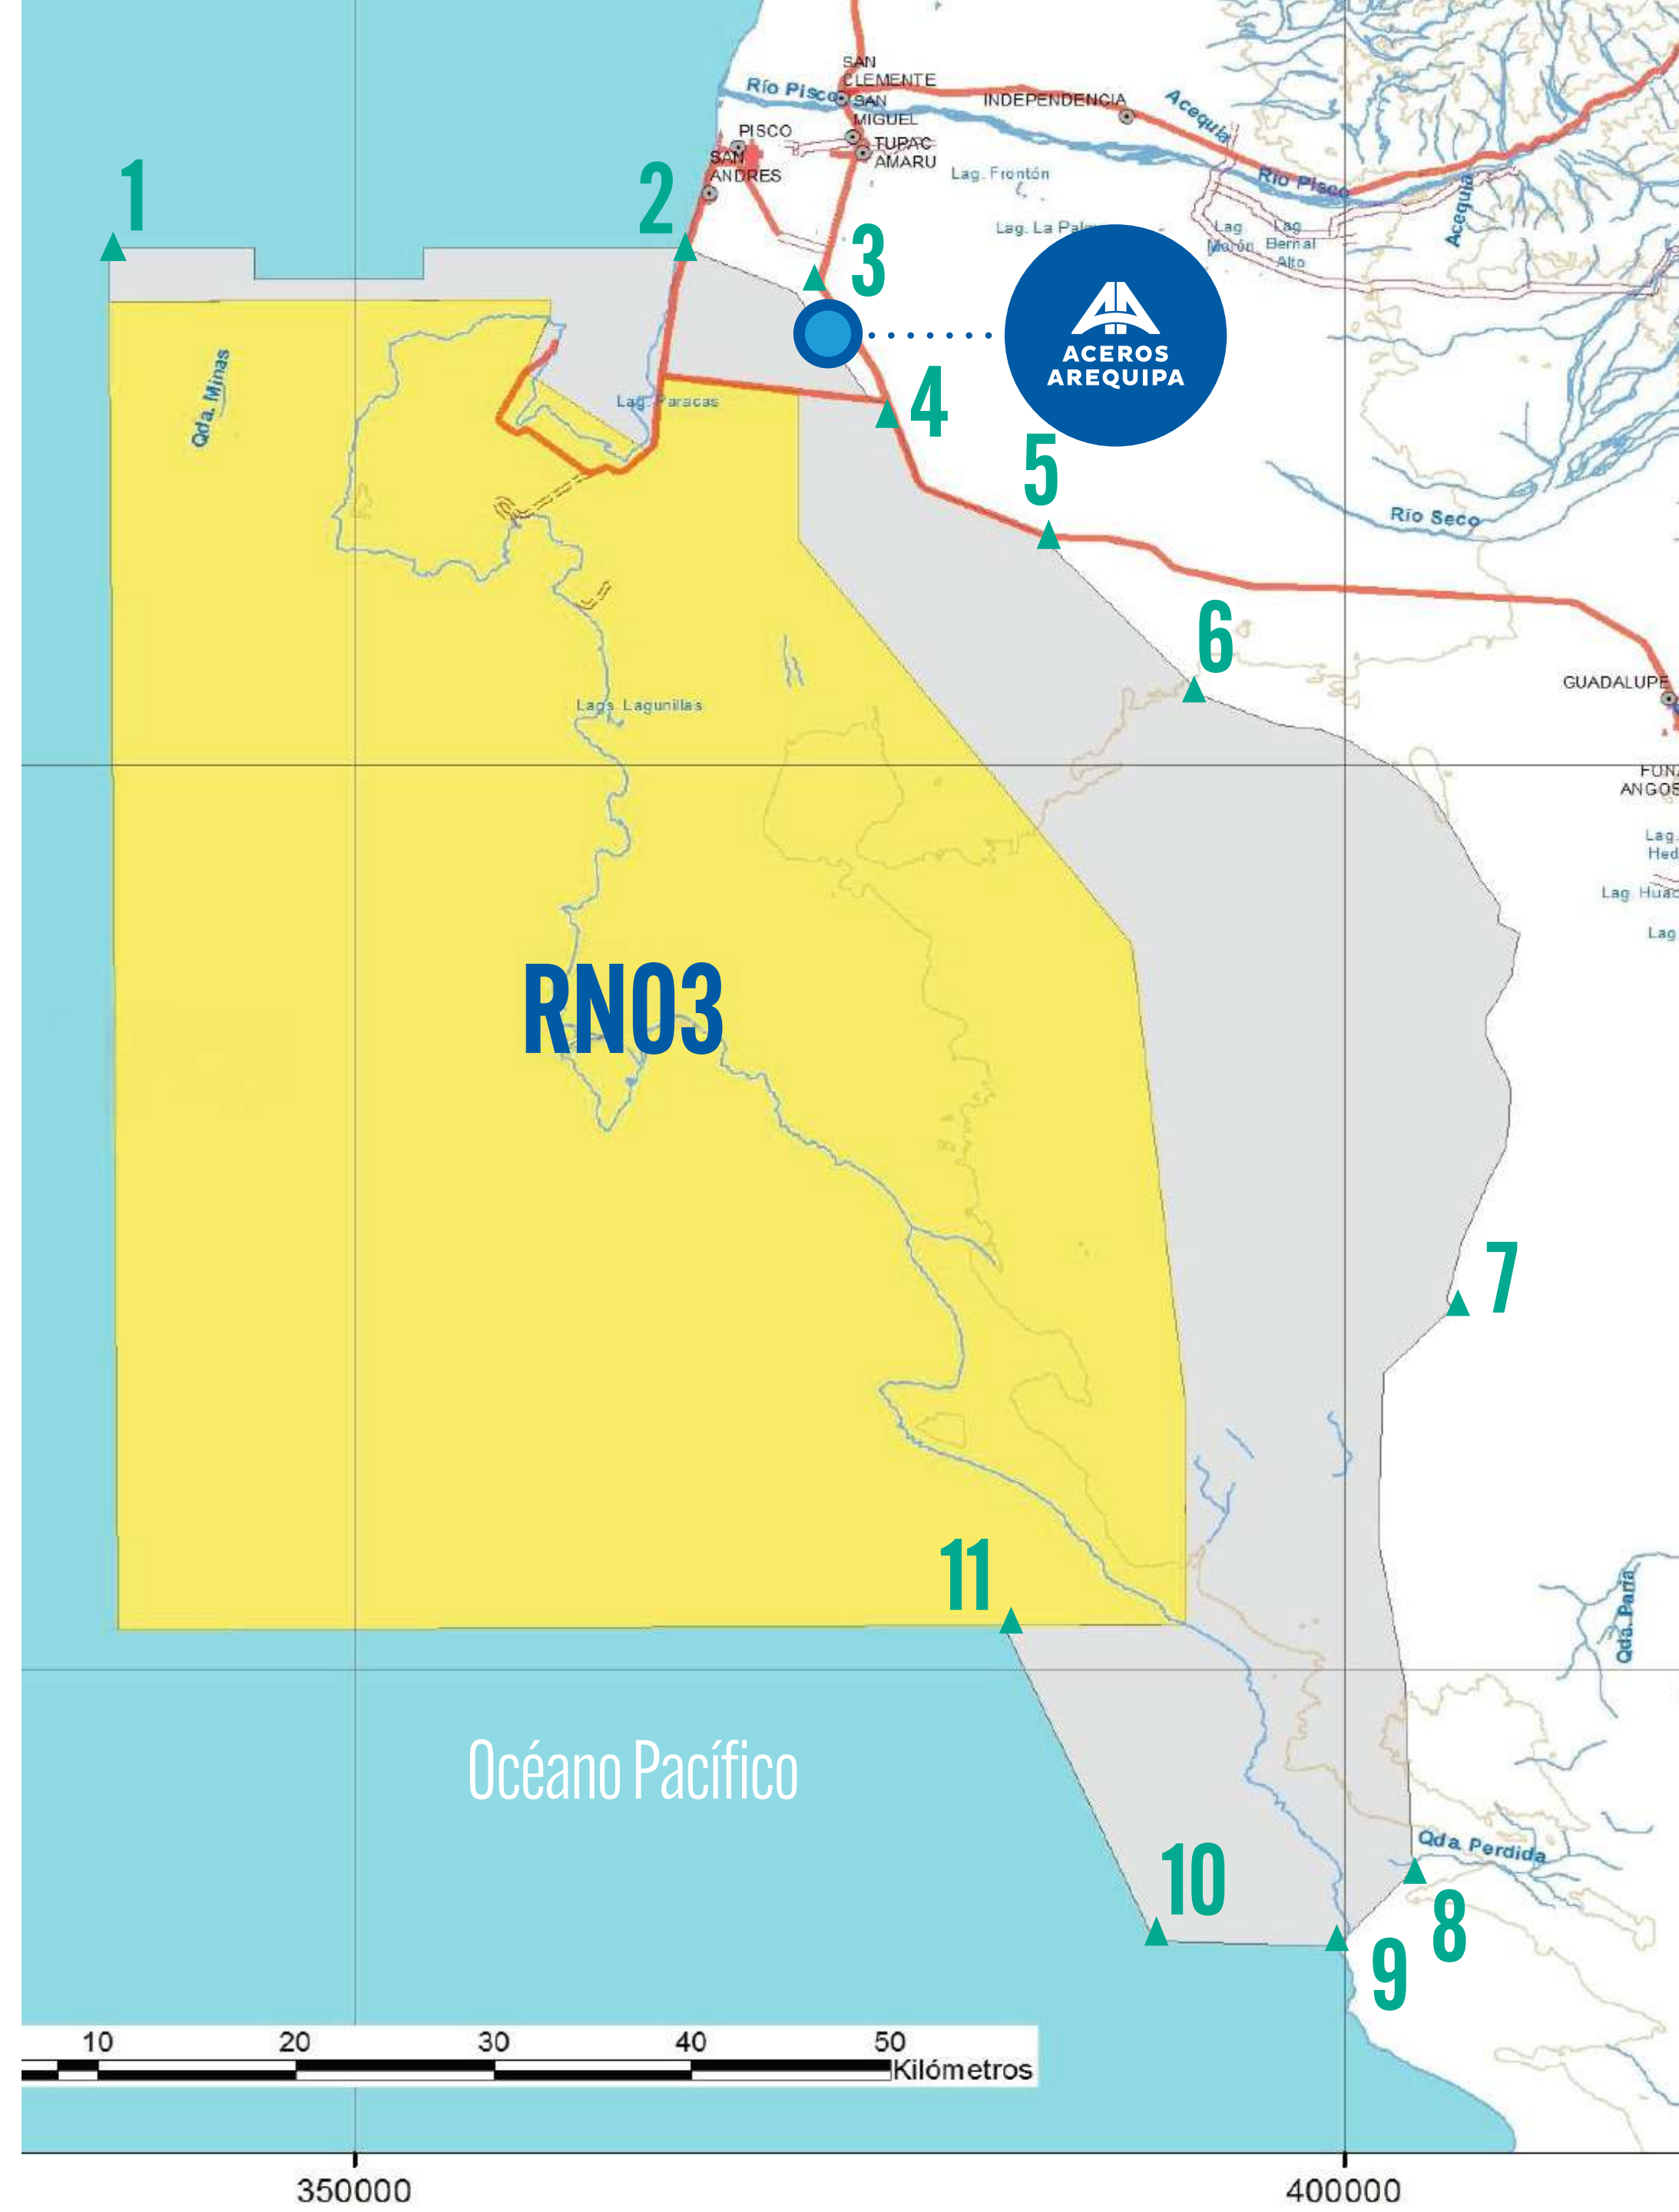 SAN
CLEMENTE
Río Pisco
SAN
MIGUEL
INDEPENDENCIA
Acequia
PISCO
TUPAC
AMARU
SAN
ANDRES
Lag. Frontón
Río Pisco
Acequia
1
2
Lag. La
Lag
Morón
Lag
Bernal
Alto
3
ACEROS
AREQUIPA
Qda. Minas
Lag. Paracas
4
5
Río Seco
6
GUADALUPE
Lags. Lagunillas
Lag.
Lag.
Lag
RN03
7
11
Qda. Paria
Océano Pacífico
Qda. Perdida
10
8
9
10 20 30 40 50
Kilómetros
350000 400000